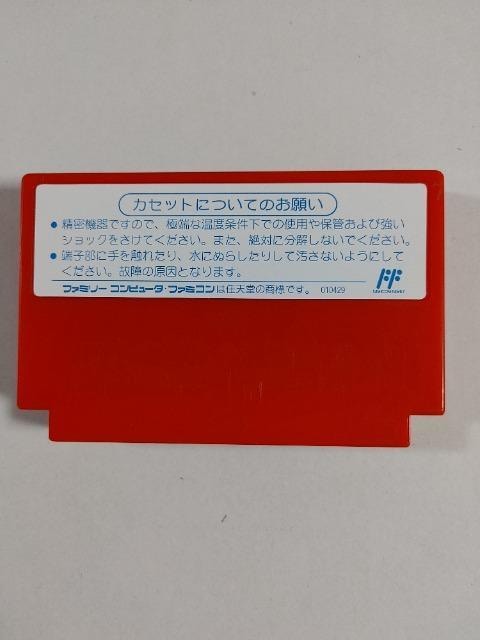 カセットについてのお願い
● 精密機器ですので、極端な温度条件下での使用や保管および強い
ショックをさけてください。また、絶対に分解しないでください。
● 端子部に手を触れたり、水にぬらしたりして汚さないようにして
ください。故障の原因となります。
ファミリー コンピュータ・ファミコンは任天堂の商標です。 010429